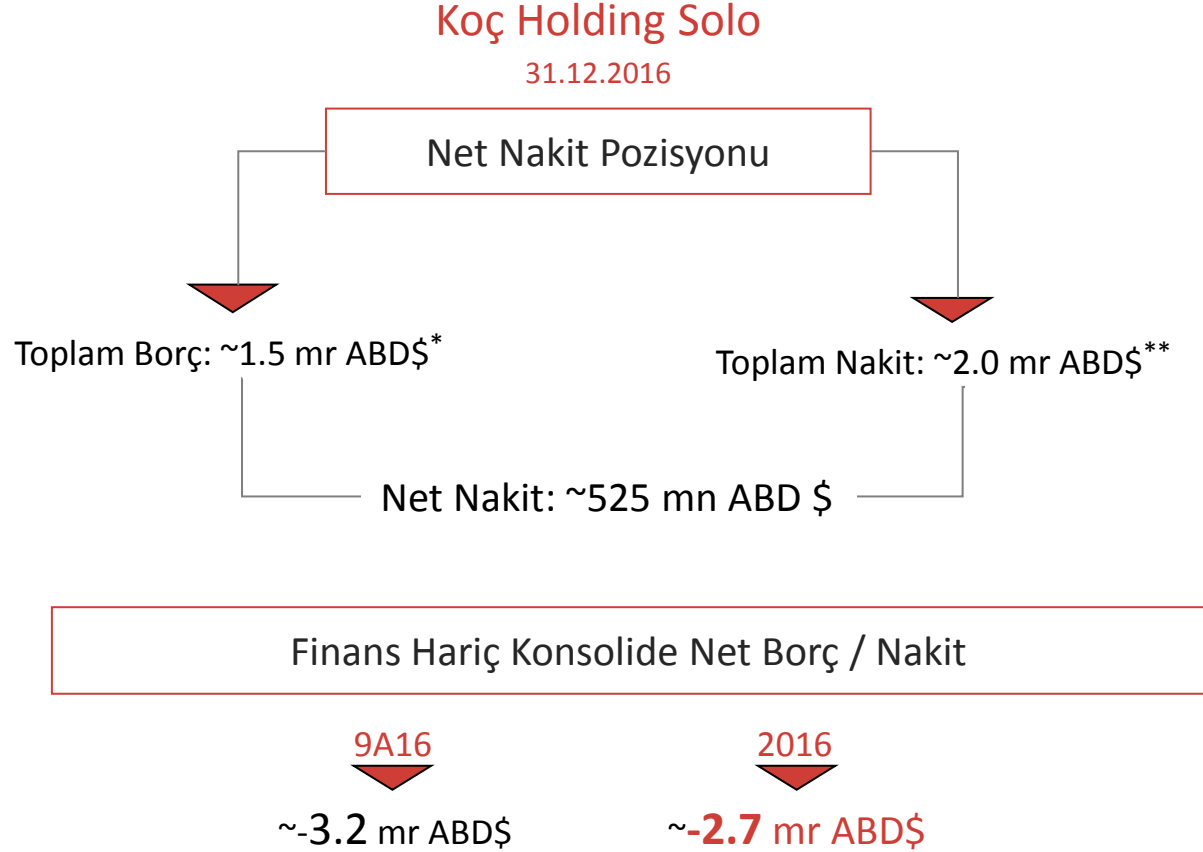 Koç Holding Solo
31.12.2016
Net Nakit Pozisyonu
Toplam Borç: ~1.5 mr ABD$*
Toplam Nakit: ~2.0 mr ABD$**
Net Nakit: ~525 mn ABD $
Finans Hariç Konsolide Net Borç / Nakit
9A16
2016
~-3.2 mr ABD$
~-2.7 mr ABD$